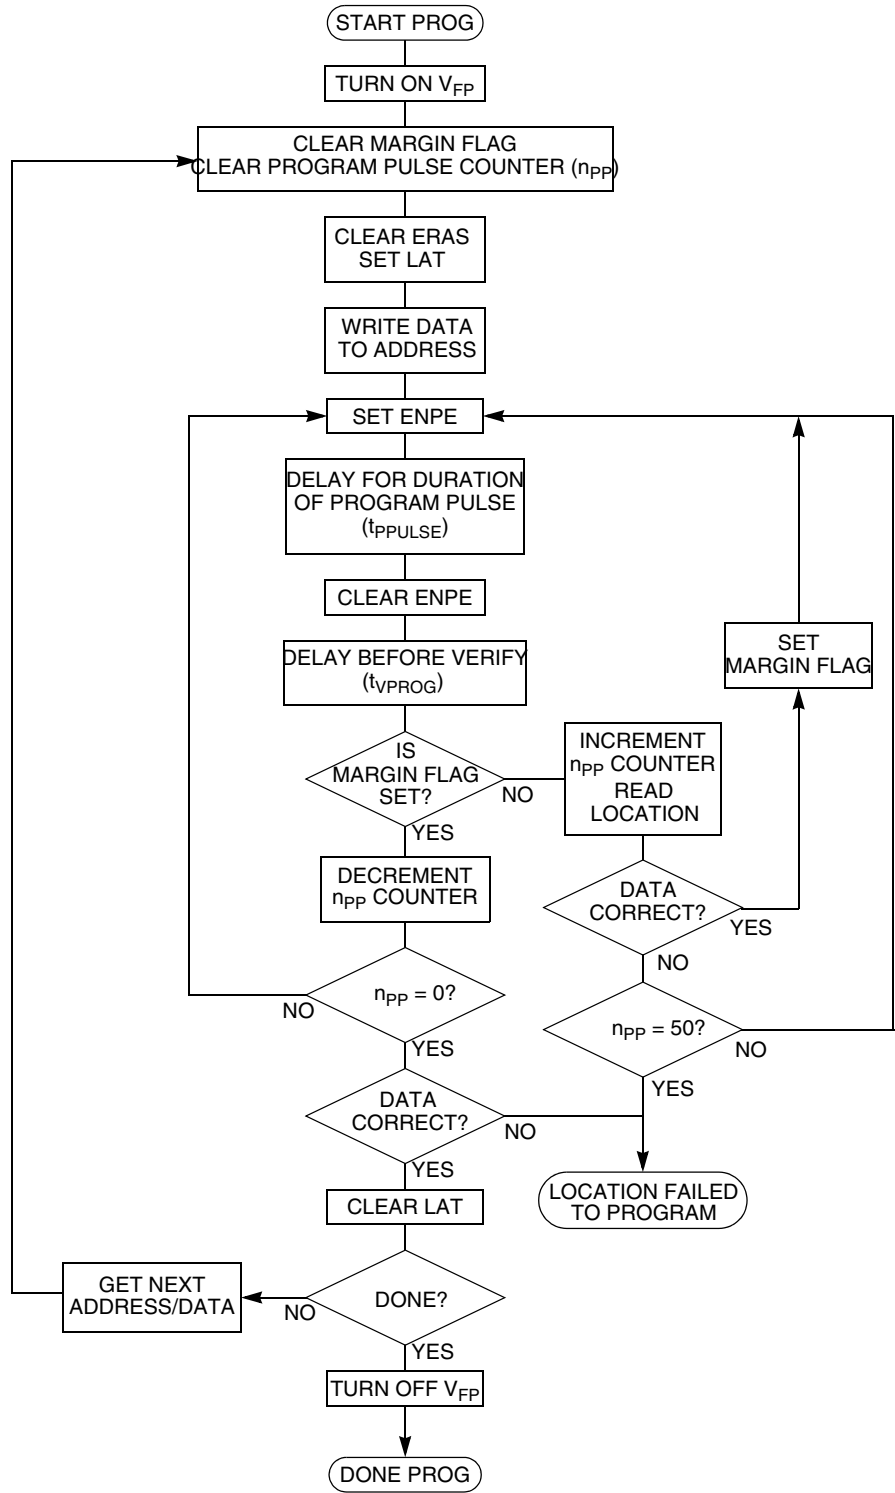 START PROG
TURN ON VFP
CLEAR MARGIN FLAG
CLEAR PROGRAM PULSE COUNTER (nPP)
CLEAR ERAS
SET LAT
WRITE DATA
TO ADDRESS
SET ENPE
DELAY FOR DURATION
OF PROGRAM PULSE
(tPPULSE)
CLEAR ENPE
DELAY BEFORE VERIFY
(tVPROG)
SET
MARGIN FLAG
IS
MARGIN FLAG
SET?
NO
YES
INCREMENT
nPP COUNTER
READ
LOCATION
DECREMENT
nPP COUNTER
DATA
CORRECT?
YES
NO
nPP = 0?
NO
YES
nPP = 50?
NO
YES
DATA
CORRECT?
NO
YES
LOCATION FAILED
TO PROGRAM
CLEAR LAT
GET NEXT
ADDRESS/DATA
DONE?
NO
YES
TURN OFF VFP
DONE PROG